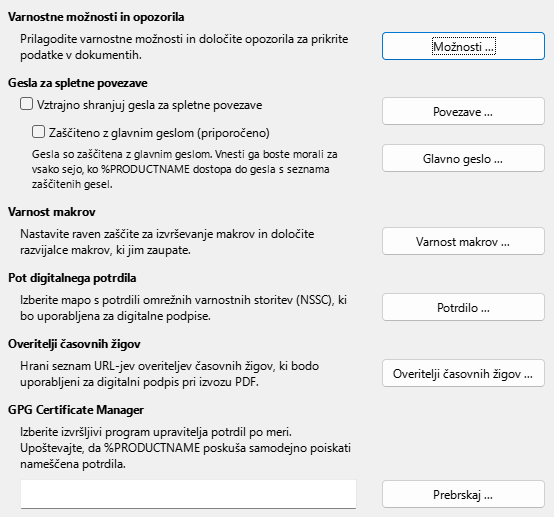 Varnostne možnosti in opozorila
Prilagodite varnostne možnosti in določite opozorila za prikrite
podatke v dokumentih.
Možnosti ...
Gesla za spletne povezave
Vztrajno shranjuj gesla za spletne povezave
Povezave ...
Zaščiteno z glavnim geslom (priporočeno)
Gesla so zaščitena z glavnim geslom. Vnesti ga boste morali za
vsako sejo, ko %PRODUCTNAME dostopa do gesla s seznama
zaščitenih gesel.
Glavno geslo ...
Varnost makrov
Nastavite raven zaščite za izvrševanje makrov in določite
razvijalce makrov, ki jim zaupate.
Varnost makrov ...
Pot digitalnega potrdila
Izberite mapo s potrdili omrežnih varnostnih storitev (NSSC), ki
bo uporabljena za digitalne podpise.
Potrdilo ...
Overitelji časovnih žigov
Hrani seznam URL-jev overiteljev časovnih žigov, ki bodo
uporabljeni za digitalni podpis pri izvozu PDF.
Overitelji časovnih žigov ...
GPG Certificate Manager
Izberite izvršljivi program upravitelja potrdil po meri.
Upoštevajte, da %PRODUCTNAME poskuša samodejno poiskati
nameščena potrdila.
Prebrskaj ...